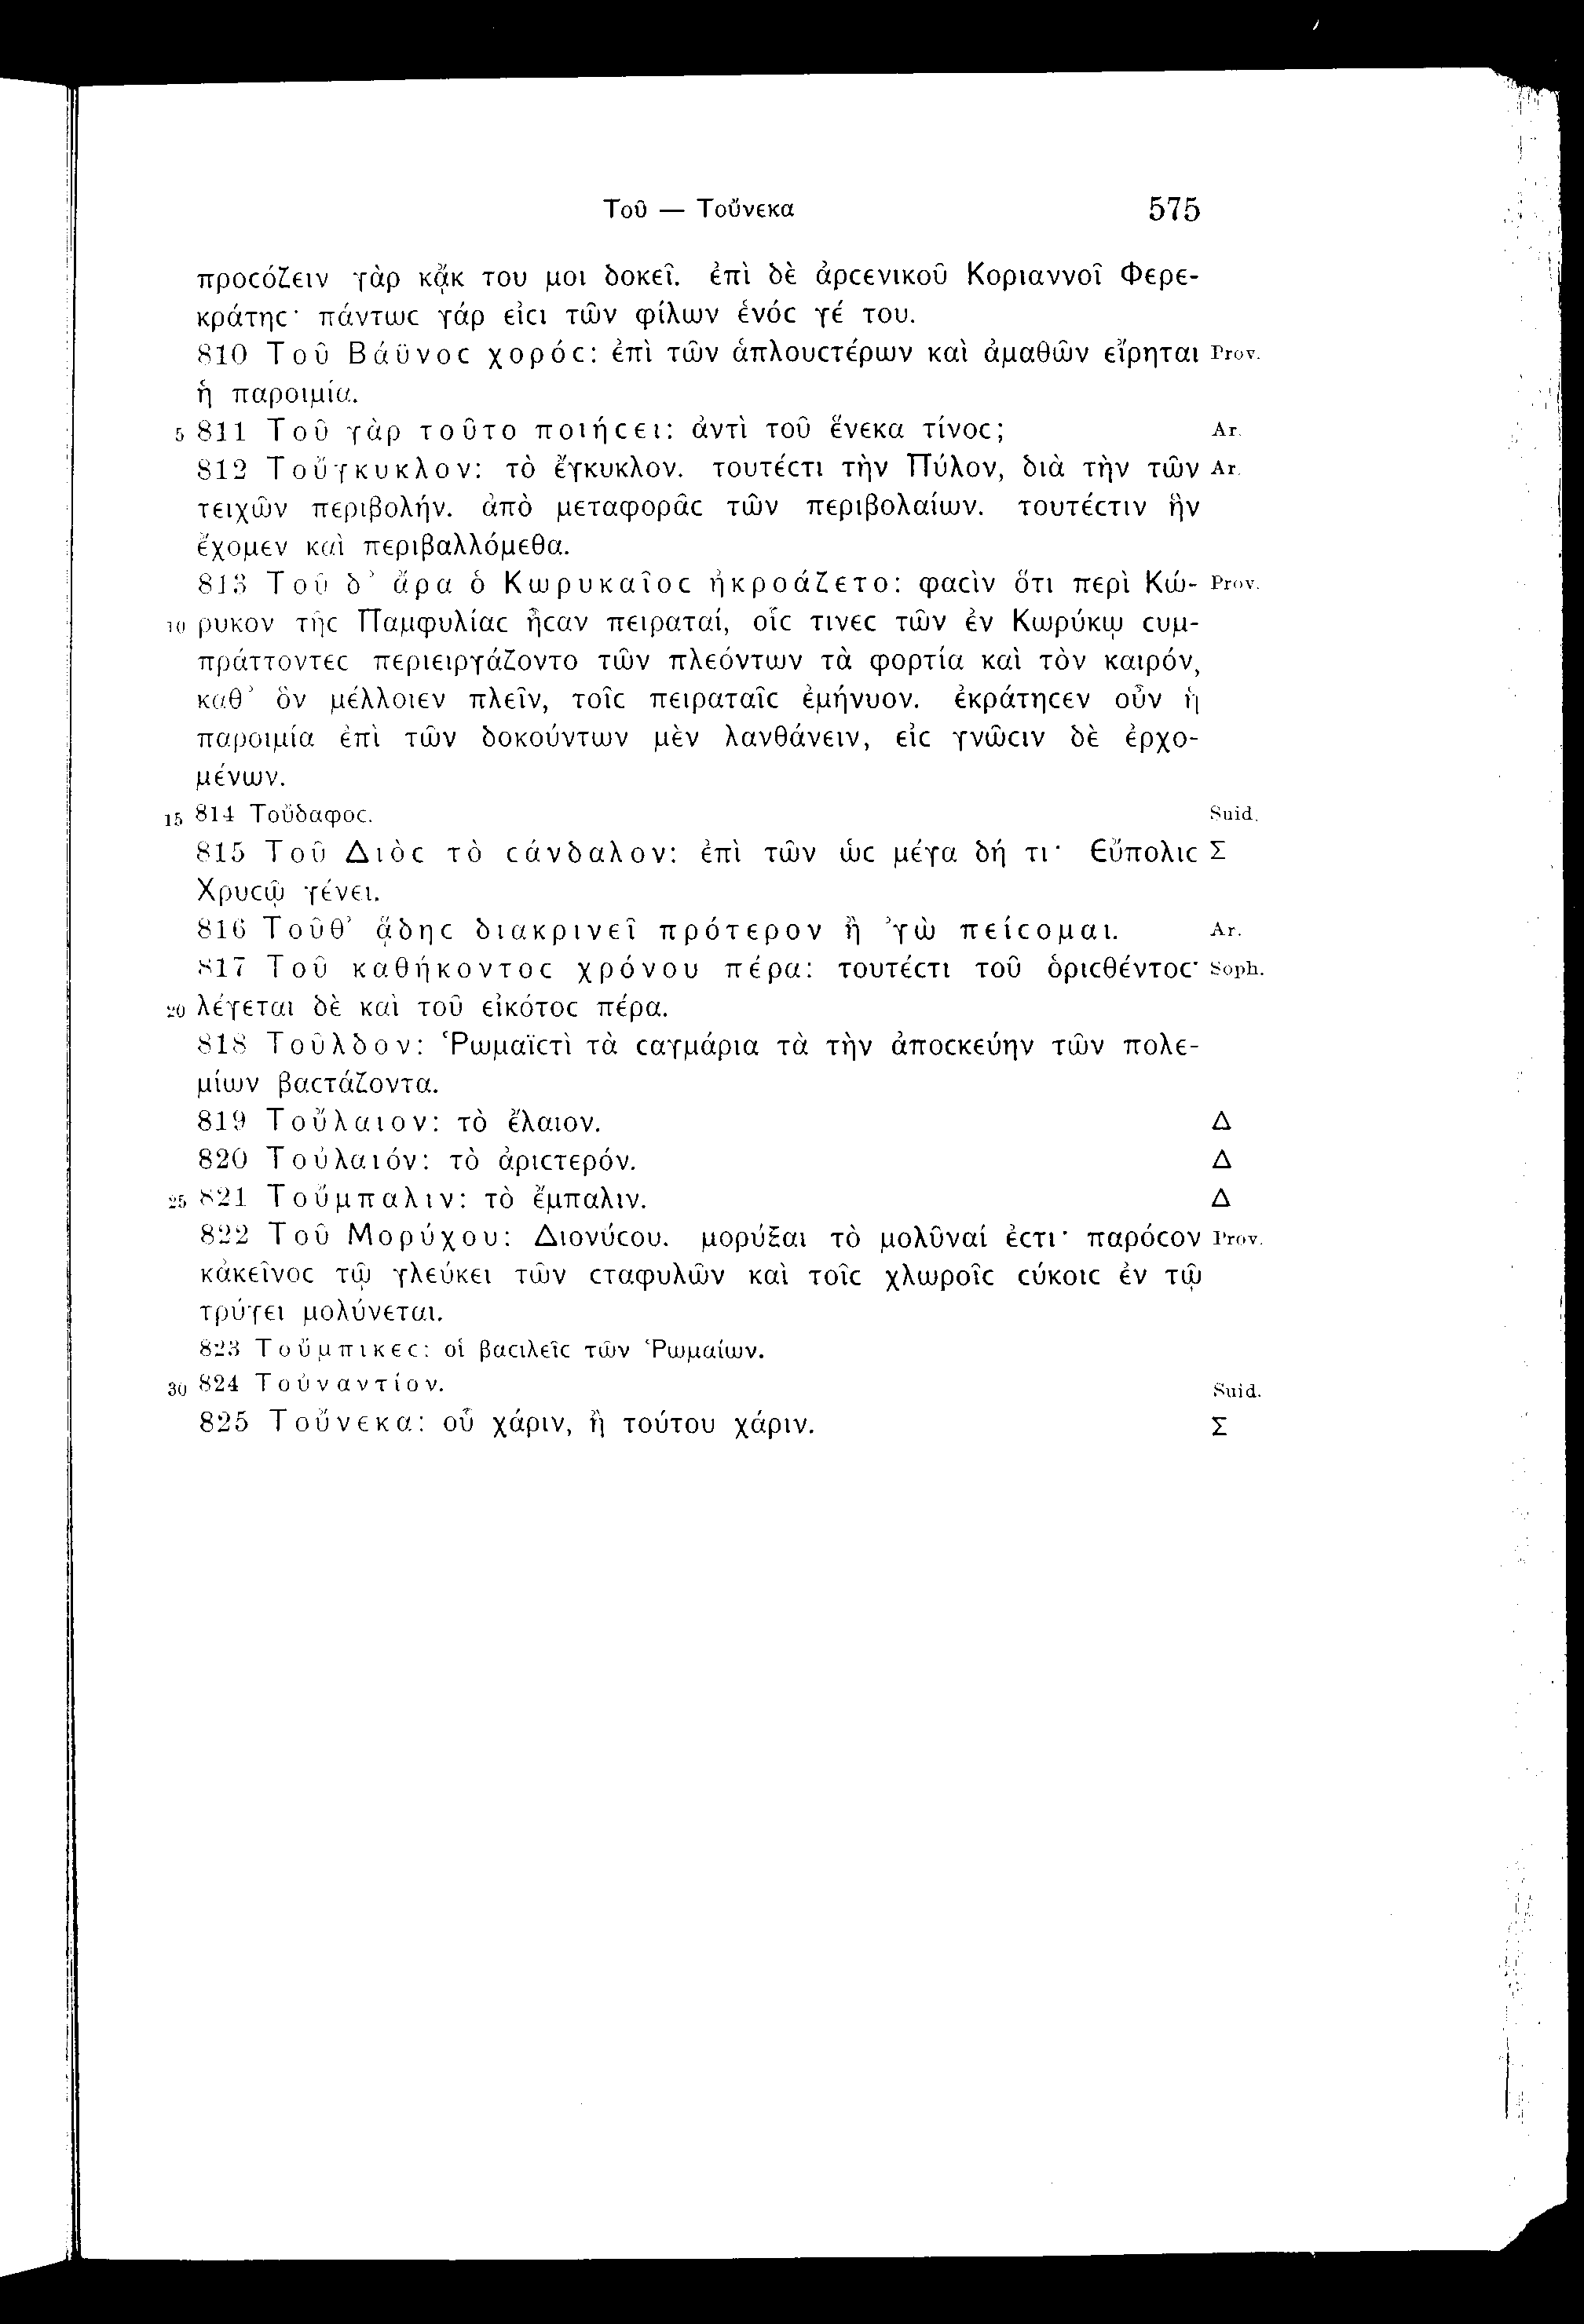 Τοῦ — Τοὔνεκα 575
προϲόζειν γὰρ κᾄκ του μοι δοκεῖ. ἐπὶ δὲ ἀρϲενικοῦ Κοριαννοῖ Φερε-
κράτηϲ· πάντωϲ γάρ εἰϲι τῶν φίλων ἑνόϲ γέ του.
810 Τοῦ Βάϋνοϲ χορόϲ: ἐπὶ τῶν ἁπλουϲτέρων καὶ ἀμαθῶν εἴρηται Prov.
ἡ παροιμία.
5 811 Τοῦ γὰρ τοῦτο ποιήϲει: ἀντὶ τοῦ ἕνεκα τίνοϲ; Ar.
812 Τοὔγκυκλον: τὸ ἔγκυκλον. τουτέϲτι τὴν Πύλον, διὰ τὴν τῶν Ar.
τειχῶν περιβολήν. ἀπὸ μεταφορᾶϲ τῶν περιβολαίων. τουτέϲτιν ἣν
ἔχομεν καὶ περιβαλλόμεθα.
813 Τοῦ δ' ἄρα ὁ Κωρυκαῖοϲ ἠκροάζετο: φαϲὶν ὅτι περὶ Κώ- Prov.
10 ρυκον τῆϲ Παμφυλίαϲ ἦϲαν πειραταί, οἷϲ τινεϲ τῶν ἐν Κωρύκῳ ϲυμ-
πράττοντεϲ περιειργάζοντο τῶν πλεόντων τὰ φορτία καὶ τὸν καιρόν,
καθ' ὃν μέλλοιεν πλεῖν, τοῖϲ πειραταῖϲ ἐμήνυον. ἐκράτηϲεν οὖν ἡ
παροιμία ἐπὶ τῶν δοκούντων μὲν λανθάνειν, εἰϲ γνῶϲιν δὲ ἐρχο-
μένων.
15 814 Τοὔδαφοϲ. Suid.
815 Τοῦ Διὸϲ τὸ ϲάνδαλον: ἐπὶ τῶν ὡϲ μέγα δή τι· Εὔπολιϲ Σ
Χρυϲῷ γένει.
816 Τοῦθ' ᾅδηϲ διακρινεῖ πρότερον ἢ 'γὼ πείϲομαι. Ar.
817 Τοῦ καθήκοντοϲ χρόνου πέρα: τουτέϲτι τοῦ ὁριϲθέντοϲ· Soph.
20 λέγεται δὲ καὶ τοῦ εἰκότοϲ πέρα.
818 Τοῦλδον: Ῥωμαϊϲτὶ τὰ ϲαγμάρια τὰ τὴν ἀποϲκεύην τῶν πολε-
μίων βαϲτάζοντα.
819 Τοὔλαιον: τὸ ἔλαιον. Δ
820 Τοὐλαιόν: τὸ ἀριϲτερόν. Δ
25 821 Τοὔμπαλιν: τὸ ἔμπαλιν. Δ
822 Τοῦ Μορύχου: Διονύϲου. μορύξαι τὸ μολῦναί ἐϲτι· παρόϲον Prov.
κἀκεῖνοϲ τῷ γλεύκει τῶν ϲταφυλῶν καὶ τοῖϲ χλωροῖϲ ϲύκοιϲ ἐν τῷ
τρύγει μολύνεται.
823 Τοὔμπικεϲ: οἱ βαϲιλεῖϲ τῶν Ῥωμαίων.
30 824 Τοὐναντίον. Suid.
825 Τοὔνεκα: οὗ χάριν, ἢ τούτου χάριν. Σ